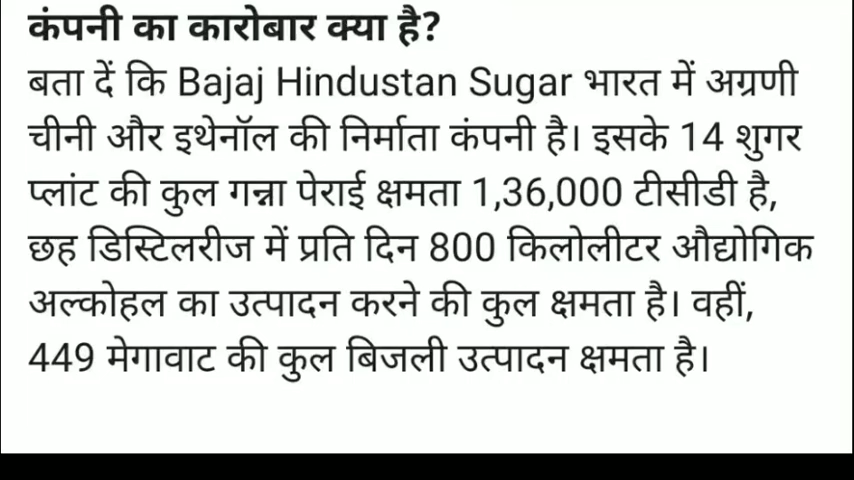 कंपनी का कारोबार क्या है?
बता दें कि Bajaj Hindustan Sugar भारत में अग्रणी
चीनी और इथेनॉल की निर्माता कंपनी है। इसके 14 शुगर
प्लांट की कुल गन्ना पेराई क्षमता 1,36,000 टीसीडी है,
छह डिस्टिलरीज में प्रति दिन 800 किलोलीटर औद्योगिक
अल्कोहल का उत्पादन करने की कुल क्षमता है। वहीं,
449 मेगावाट की कुल बिजली उत्पादन क्षमता है।